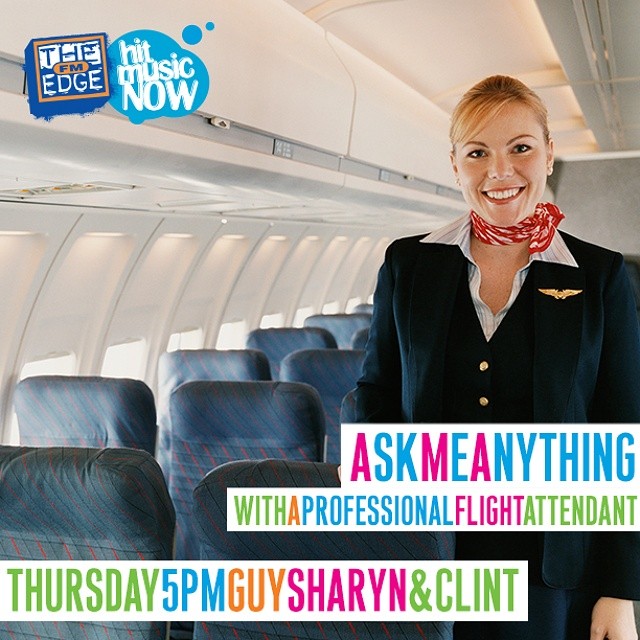 THE
FM
EDGE
hit
music
NOW
ASKMEANYTHING
WITHAPROFESSIONALFLIGHTATTENDANT
THURSDAY5PMGUYSHARYN&CLINT